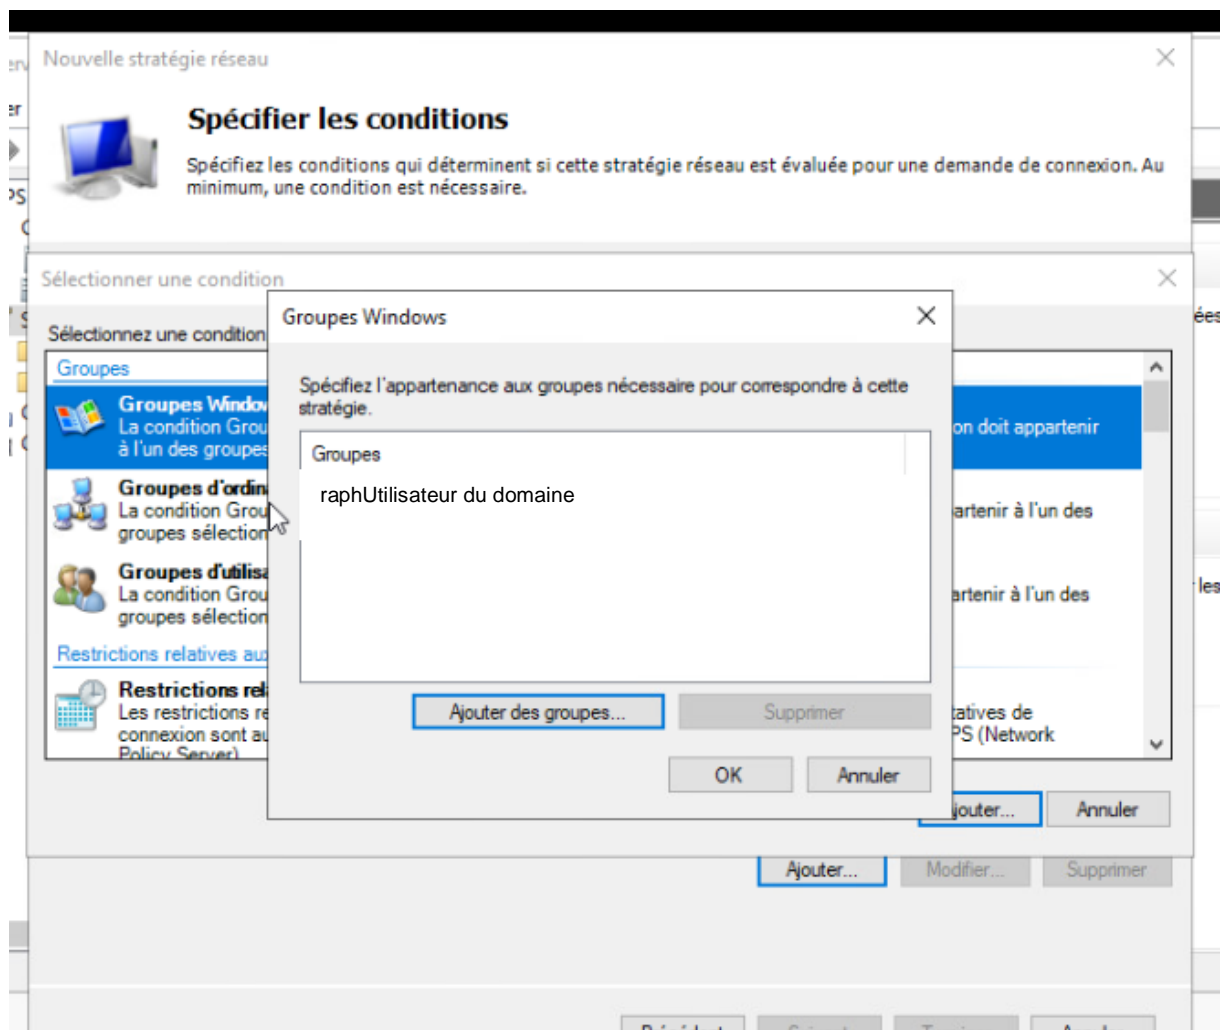 Nouvelle stratégie réseau
er
Spécifier les conditions
Spécifiez les conditions qui déterminent si cette stratégie réseau est évaluée pour une demande de connexion. Au
minimum, une condition est nécessaire.
PS
Sélectionner une condition
Groupes Windows
ées
Sélectionnez une condition
Groupes
Spécifiez l'appartenance aux groupes nécessaire pour correspondre à cette
stratégie.
Groupes Window
La condition Grou
on doit appartenir
à l'un des groupes
Groupes
Groupes d'ordin
raphUtilisateur du domaine
La condition Grou
artenir à l'un des
groupes sélection
Groupes d'utilisa
La condition Grou
artenir à l'un des
les
groupes sélection
Restrictions relatives aux
Restrictions rel
Les restrictions re
tatives de
connexion sont au
PS (Network
Policy Server)
Ajouter des groupes...
Supprimer
OK
Annuler
jouter...
Annuler
Ajouter...
Modifier...
Supprimer